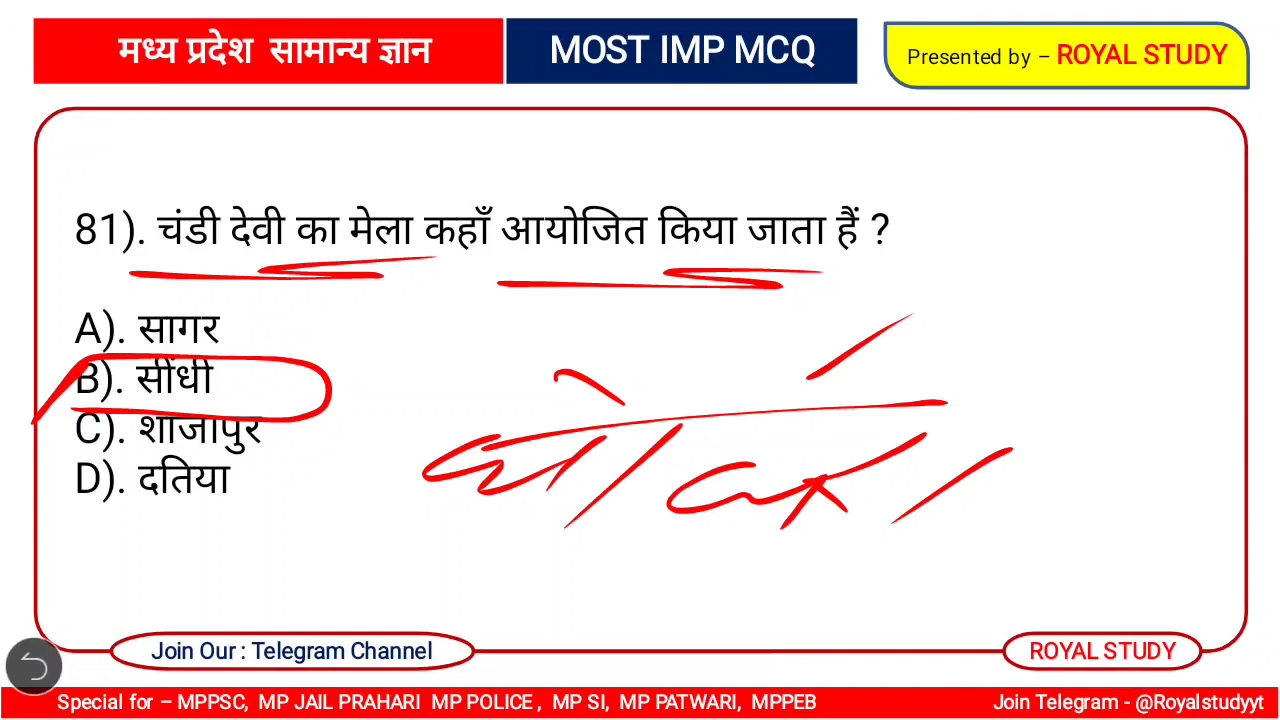 मध्य प्रदेश सामान्य ज्ञान
MOST IMP MCQ
Presented by – ROYAL STUDY
81). चंडी देवी का मेला कहाँ आयोजित किया जाता हैं ?
A). सागर
B). सींधी
C). शाजापुर
D). दतिया
Join Our : Telegram Channel
ROYAL STUDY
Special for – MPPSC, MP JAIL PRAHARI MP POLICE , MP SI, MP PATWARI, MPPEB
Join Telegram - @Royalstudyyt